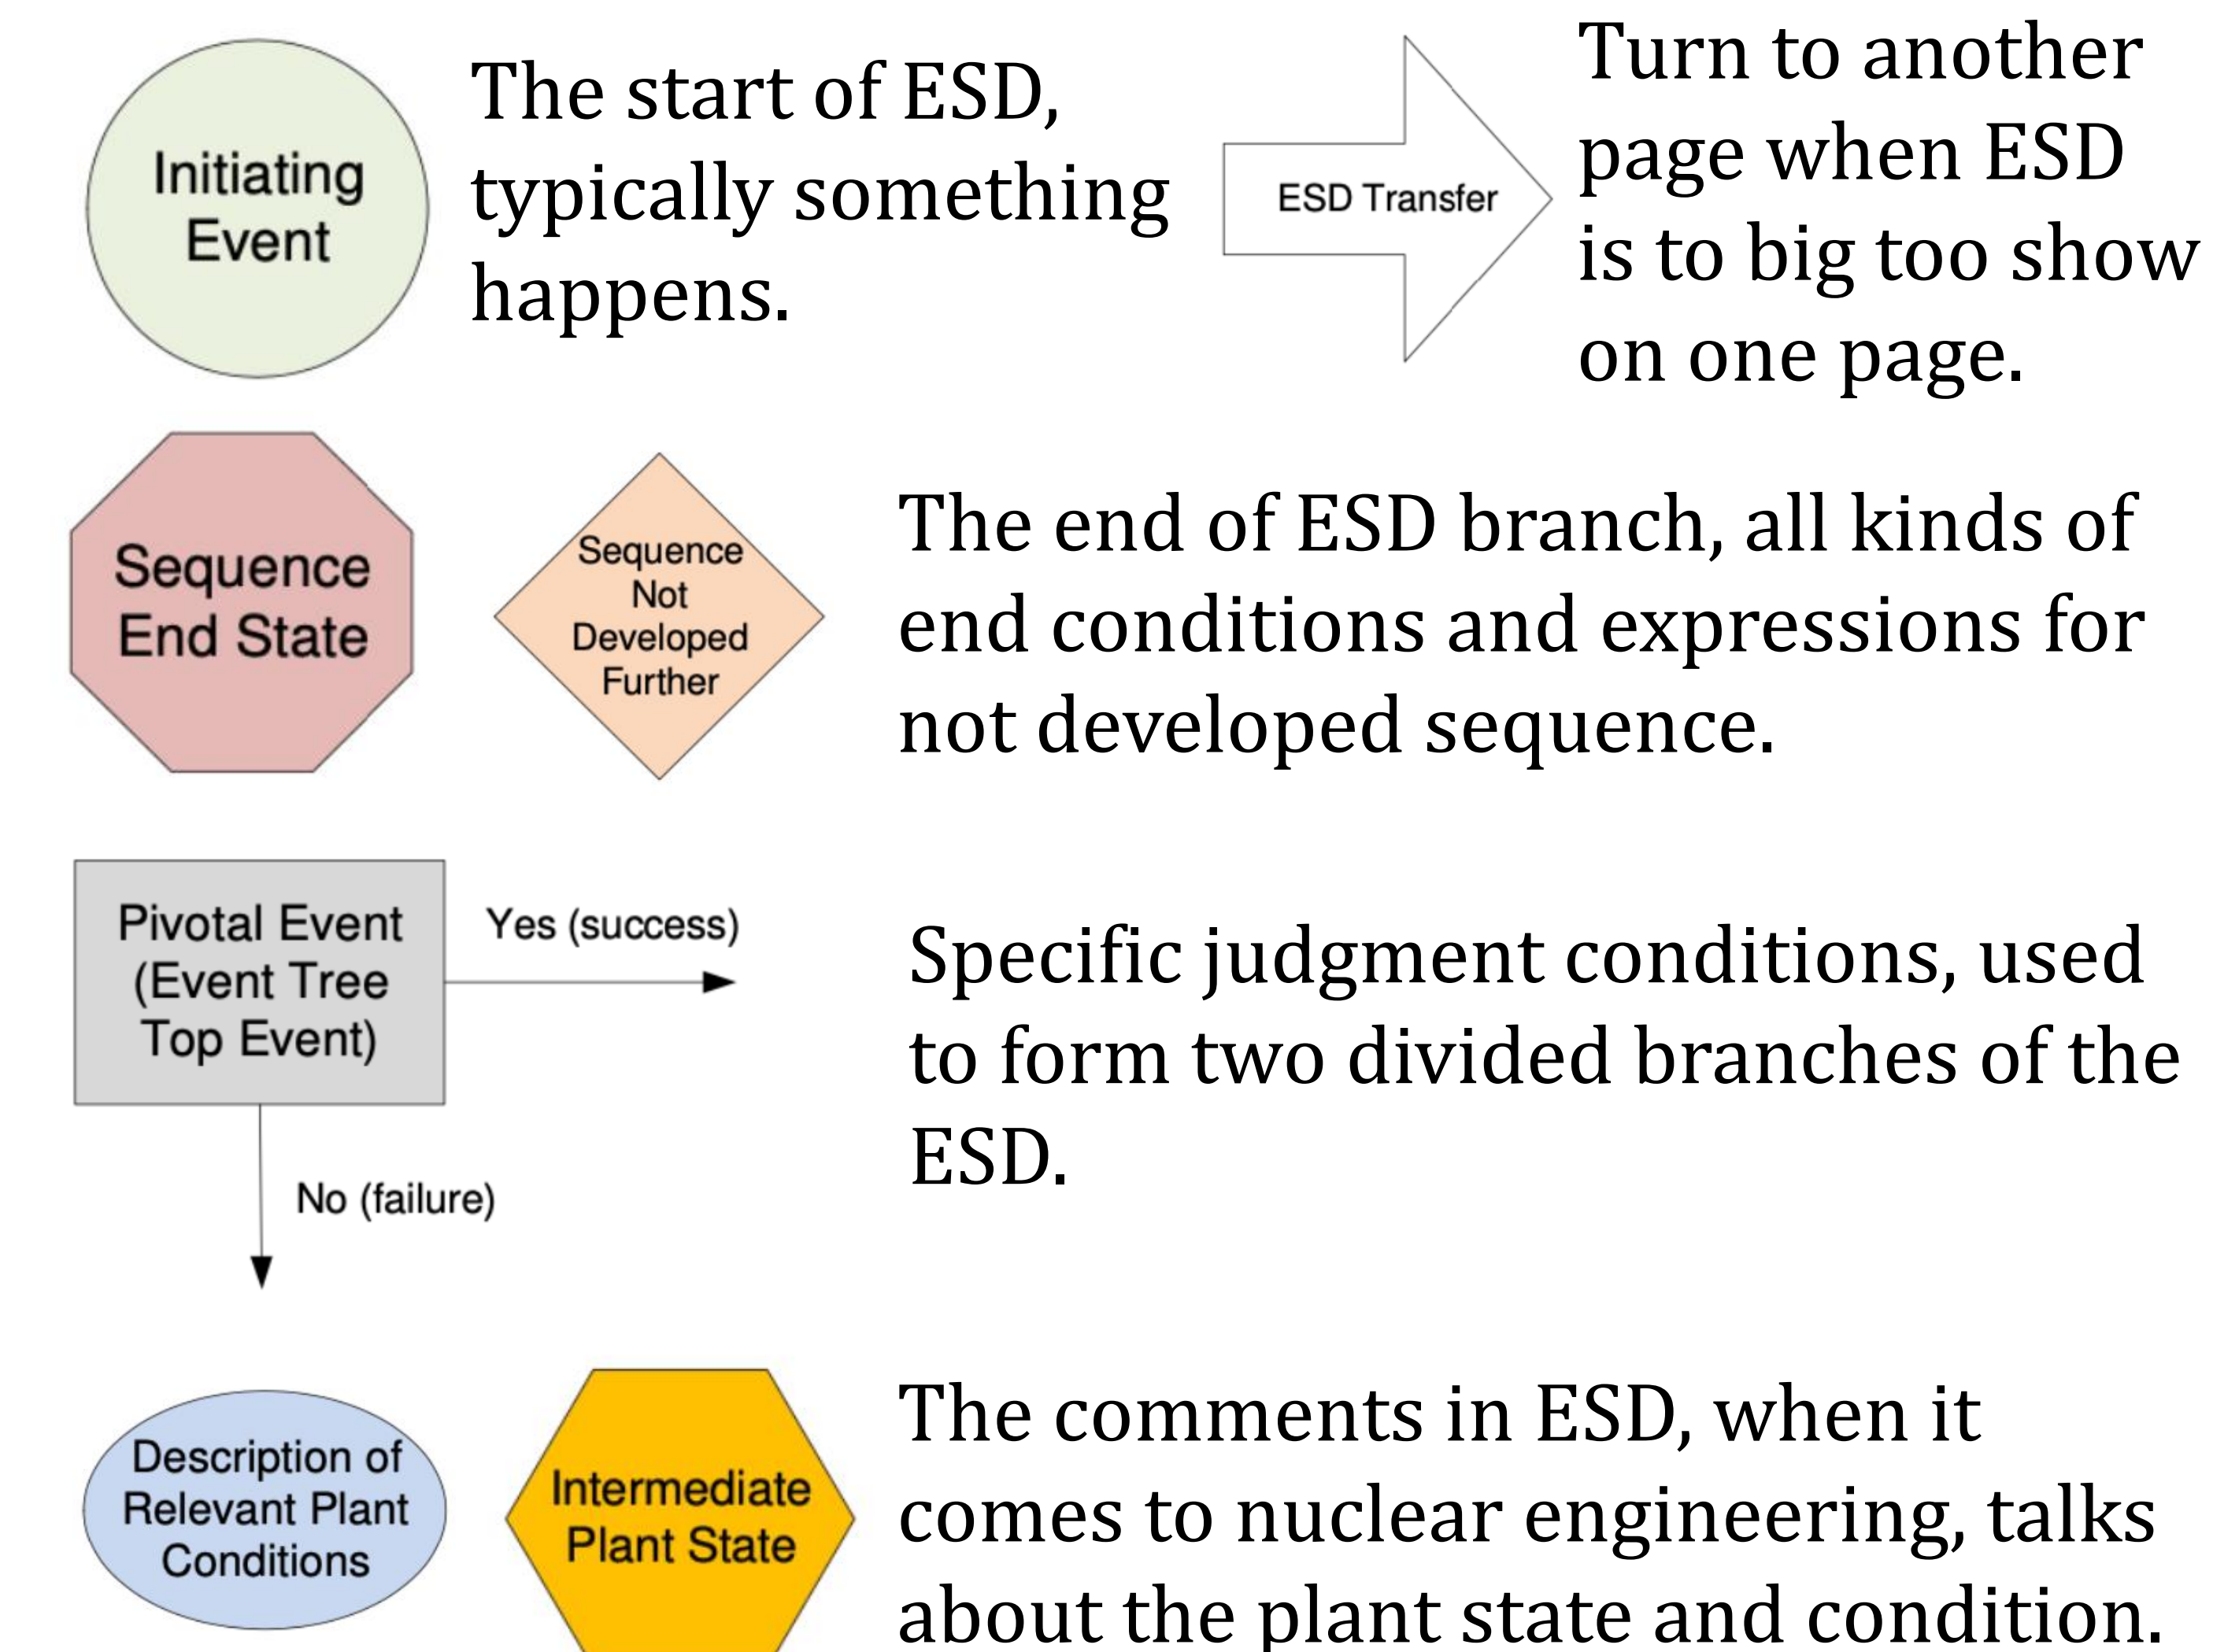 Initiating
Event
The start of ESD,
typically something
happens.
ESD Transfer
Turn to another
page when ESD
is to big too show
on one page.
Sequence
End State
Sequence
Not
Developed
Further
The end of ESD branch, all kinds of
end conditions and expressions for
not developed sequence.
Pivotal Event
(Event Tree
Top Event)
Yes (success)
No (failure)
Specific judgment conditions, used
to form two divided branches of the
ESD.
Description of
Relevant Plant
Conditions
Intermediate
Plant State
The comments in ESD, when it
comes to nuclear engineering, talks
about the plant state and condition.